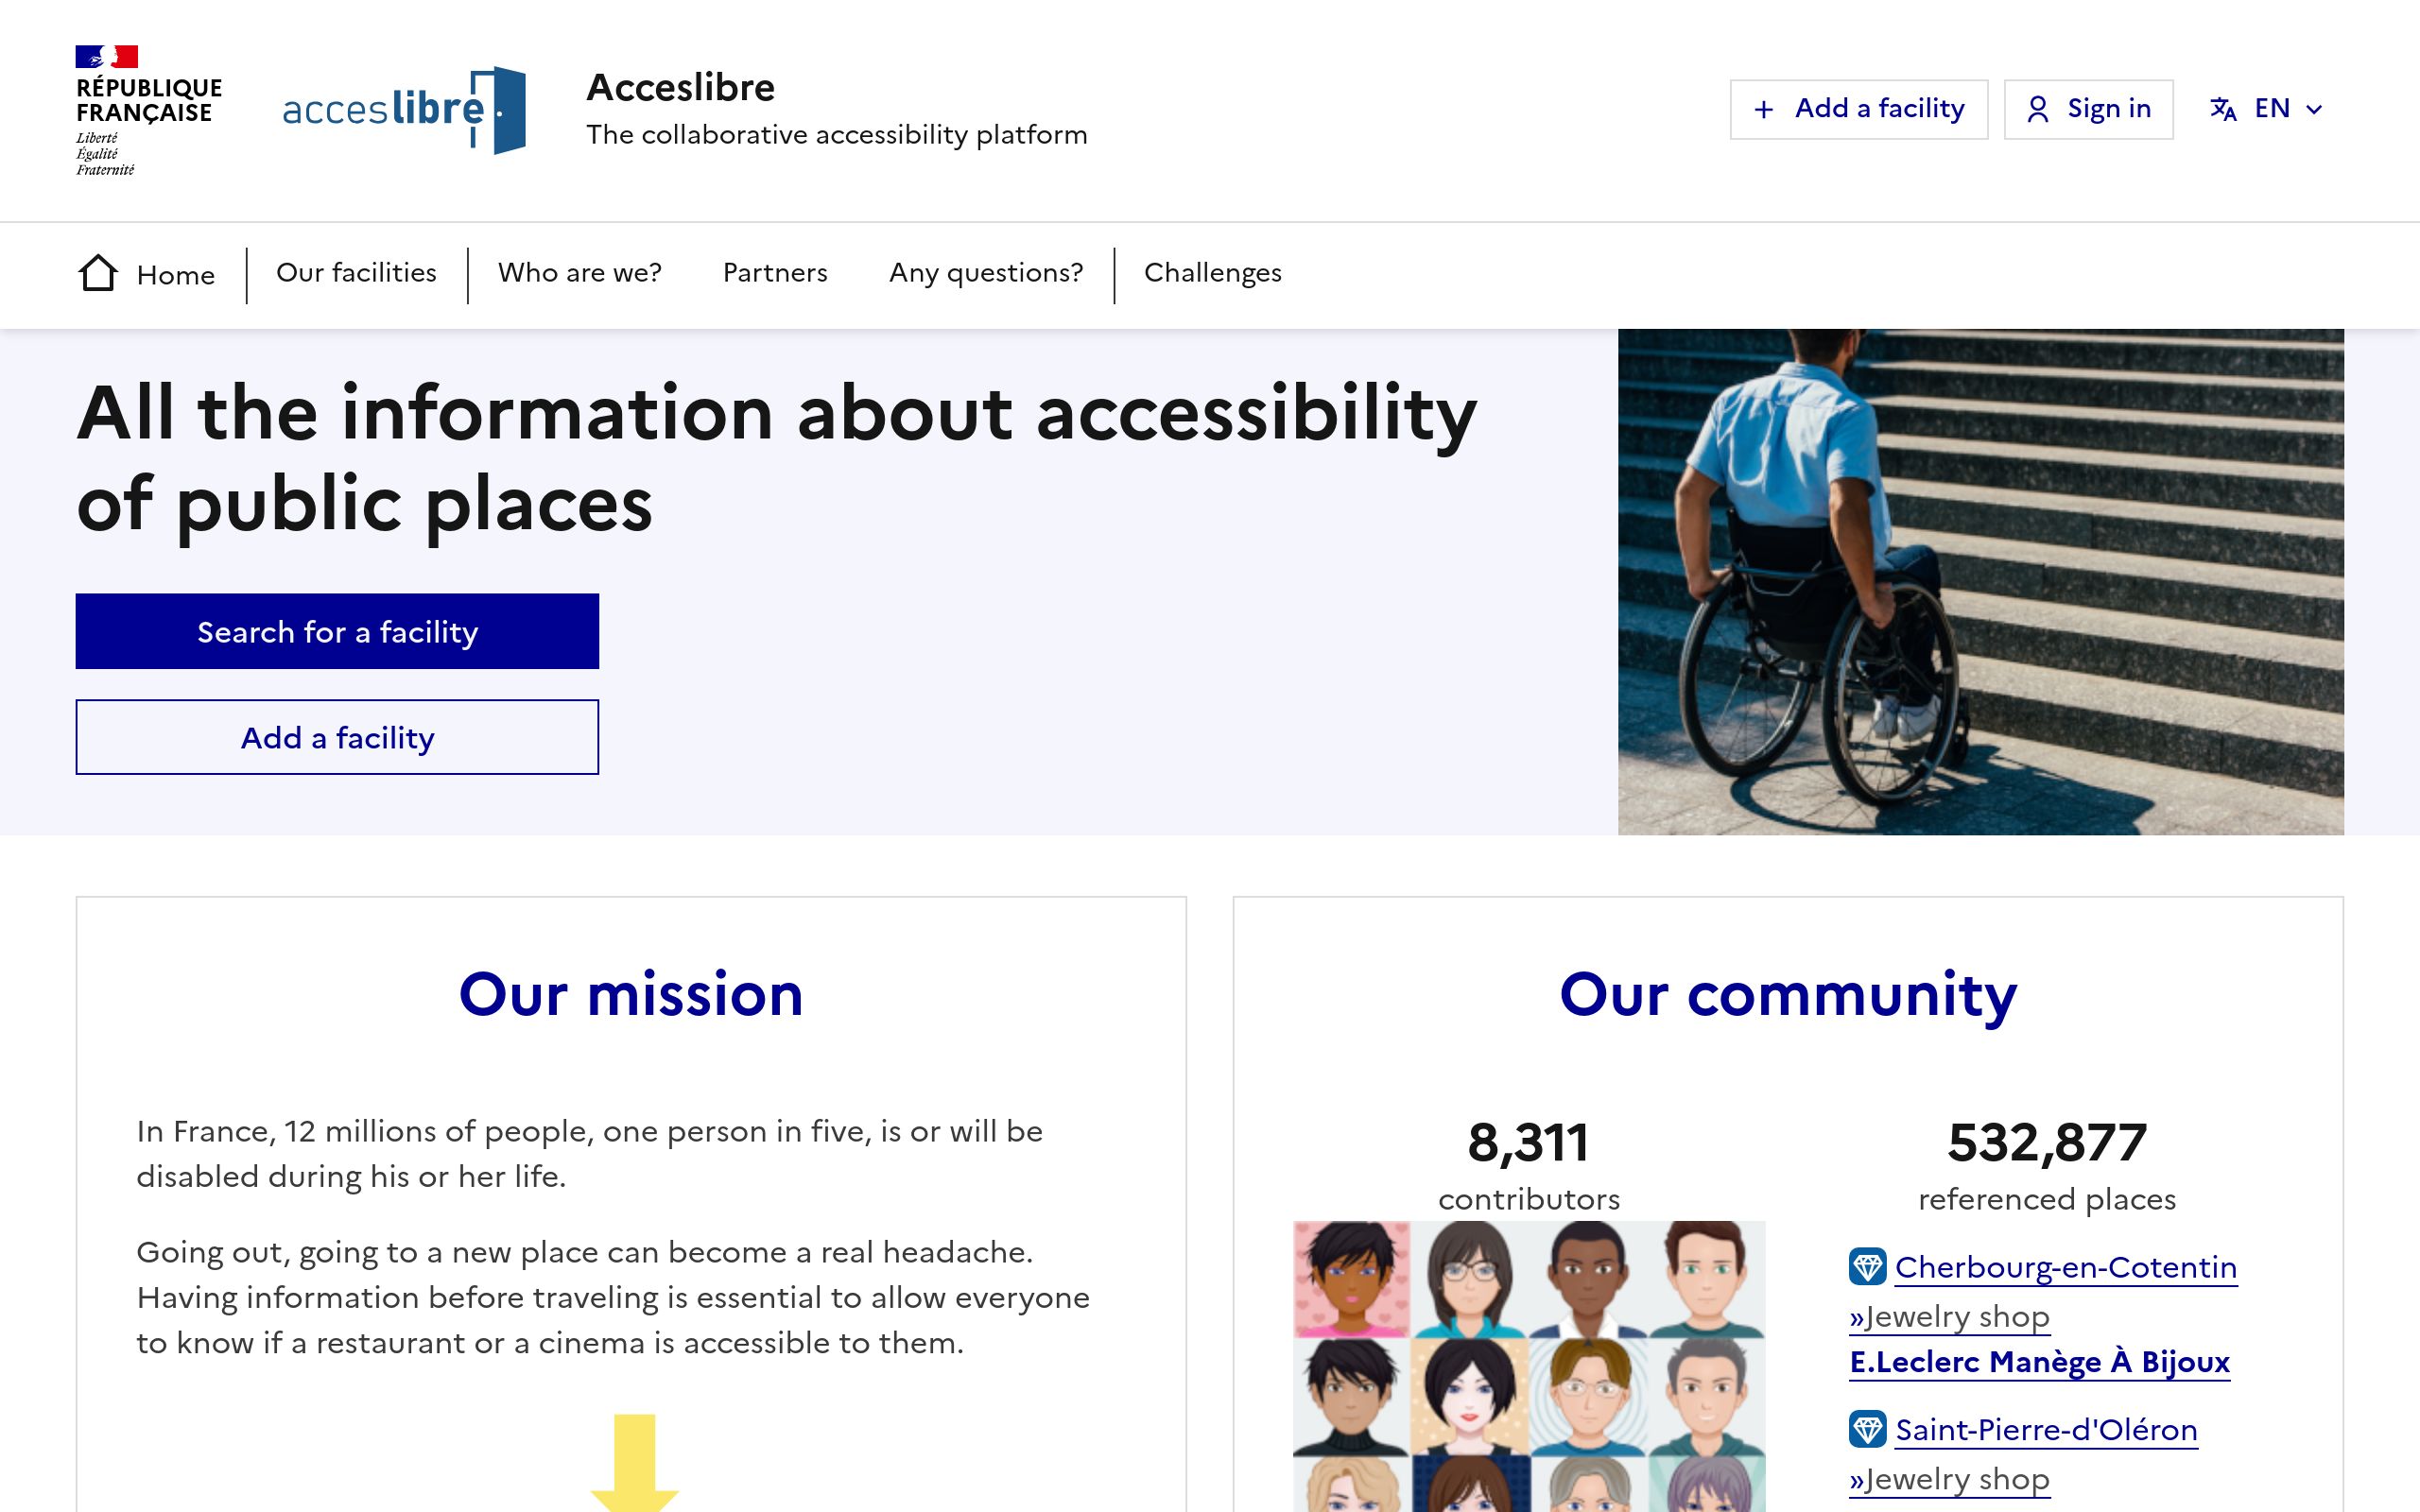 RÉPUBLIQUE
FRANÇAISE
Liberté
Égalité
Fraternité
acceslibre
Acceslibre
The collaborative accessibility platform
Add a facility
Sign in
EN
Home
Our facilities
Who are we?
Partners
Any questions?
Challenges
All the information about accessibility
of public places
Search for a facility
Add a facility
Our mission
In France, 12 millions of people, one person in five, is or will be
disabled during his or her life.
Going out, going to a new place can become a real headache.
Having information before traveling is essential to allow everyone
to know if a restaurant or a cinema is accessible to them.
Our community
8,311
contributors
532,877
referenced places
Cherbourg-en-Cotentin
»Jewelry shop
E.Leclerc Manège À Bijoux
Saint-Pierre-d'Oléron
»Jewelry shop